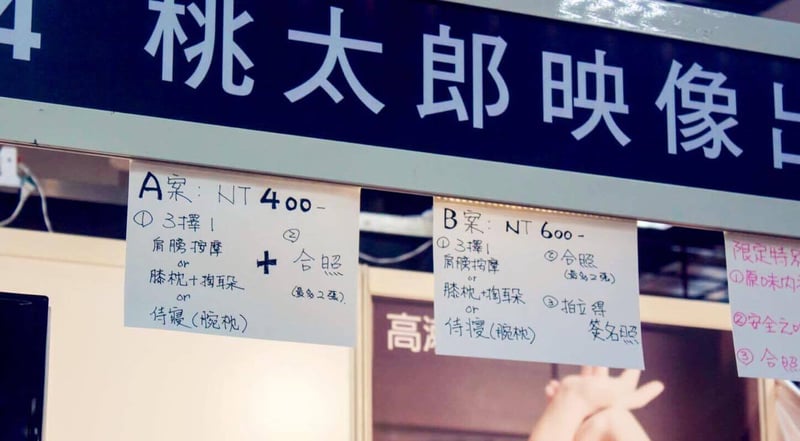 4 桃太郎映像出
A案: NT 400-
① 3擇1
肩膀按摩
or
膝枕+掏耳朵
or
侍寢(腕枕)
+
② 合照
(最多2張)
B案: NT 600-
① 3擇1
肩膀按摩
or
膝枕+掏耳朵
or
侍寢(腕枕)
② 合照
(最多2張)
③ 拍立得
簽名照
限定特別
① 原味內
② 安全之
③ 合照
高